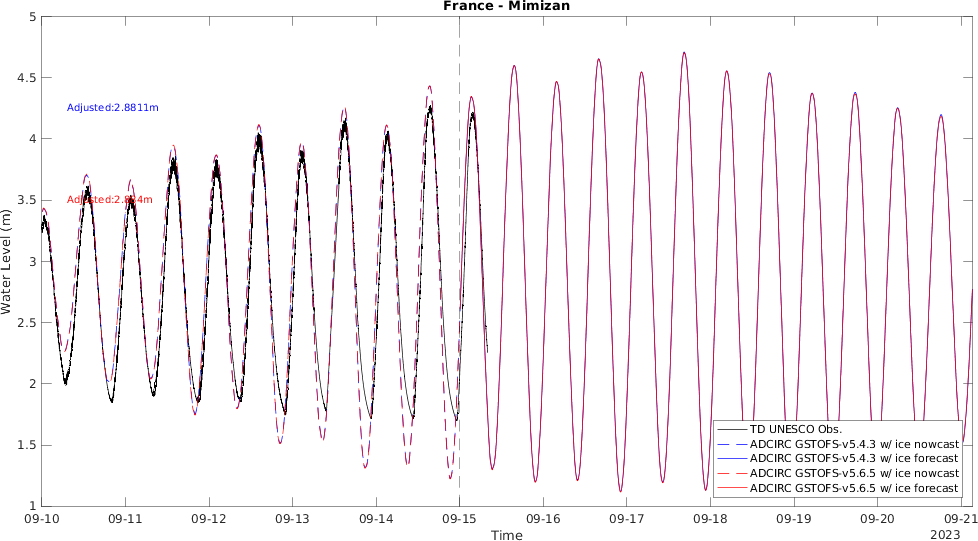 France - Mimizan
5
4.5
4
3.5
3
2.5
2
1.5
1
Water Level (m)
Adjusted:2.8811m
09-10
09-11
09-12
09-13
09-14
09-15
09-16
09-17
09-18
09-19
09-20
09-21
Time
2023
TD UNESCO Obs.
ADCIRC GSTOFS-v5.4.3 w/ ice nowcast
ADCIRC GSTOFS-v5.4.3 w/ ice forecast
ADCIRC GSTOFS-v5.6.5 w/ ice nowcast
ADCIRC GSTOFS-v5.6.5 w/ ice forecast